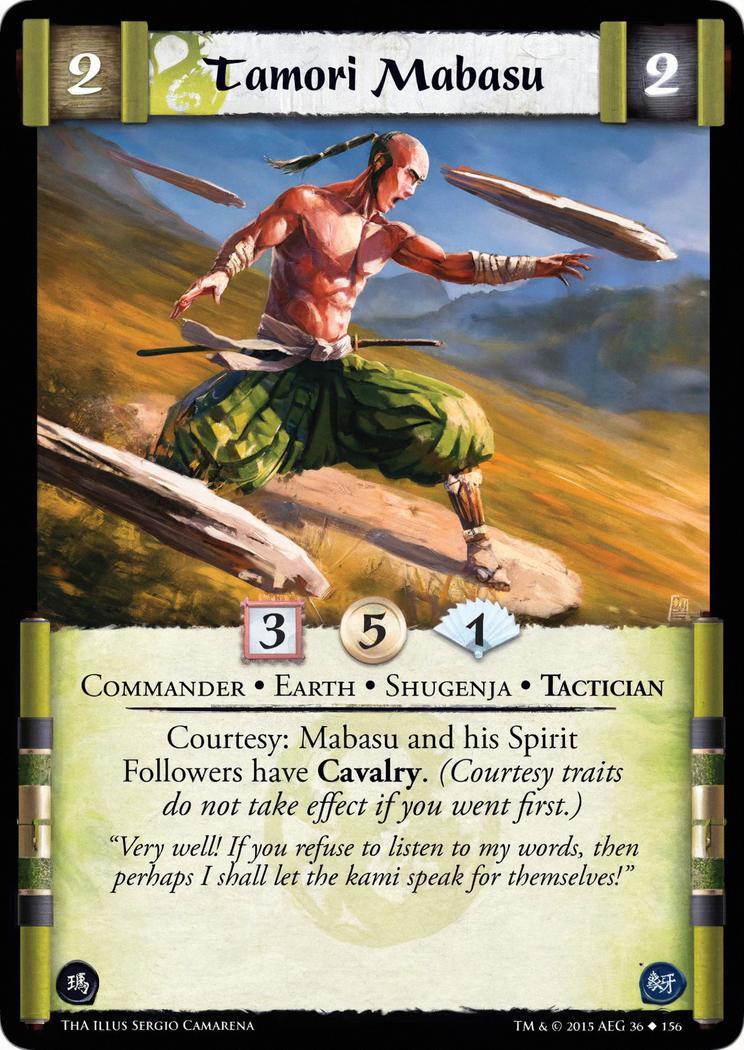 2
Tamori Mabasu
2
3
5
1
Commander • Earth • Shugenja • Tactician
Courtesy: Mabasu and his Spirit
Followers have Cavalry. (Courtesy traits
do not take effect if you went first.)
“Very well! If you refuse to listen to my words, then
perhaps I shall let the kami speak for themselves!”
ThA Illus Sergio Camarena
TM & © 2015 AEG 36 ◆ 156